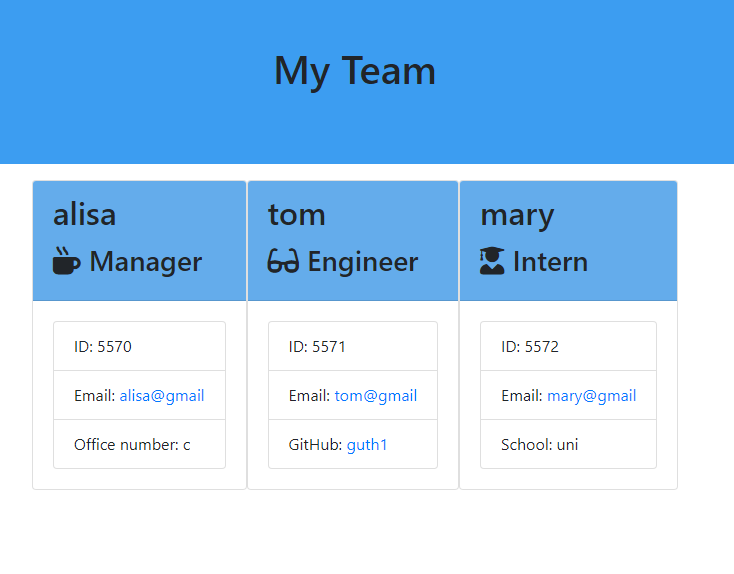 My Team
alisa
Manager
ID: 5570
Email: alisa@gmail
Office number: c
tom
Engineer
ID: 5571
Email: tom@gmail
GitHub: guth1
mary
Intern
ID: 5572
Email: mary@gmail
School: uni